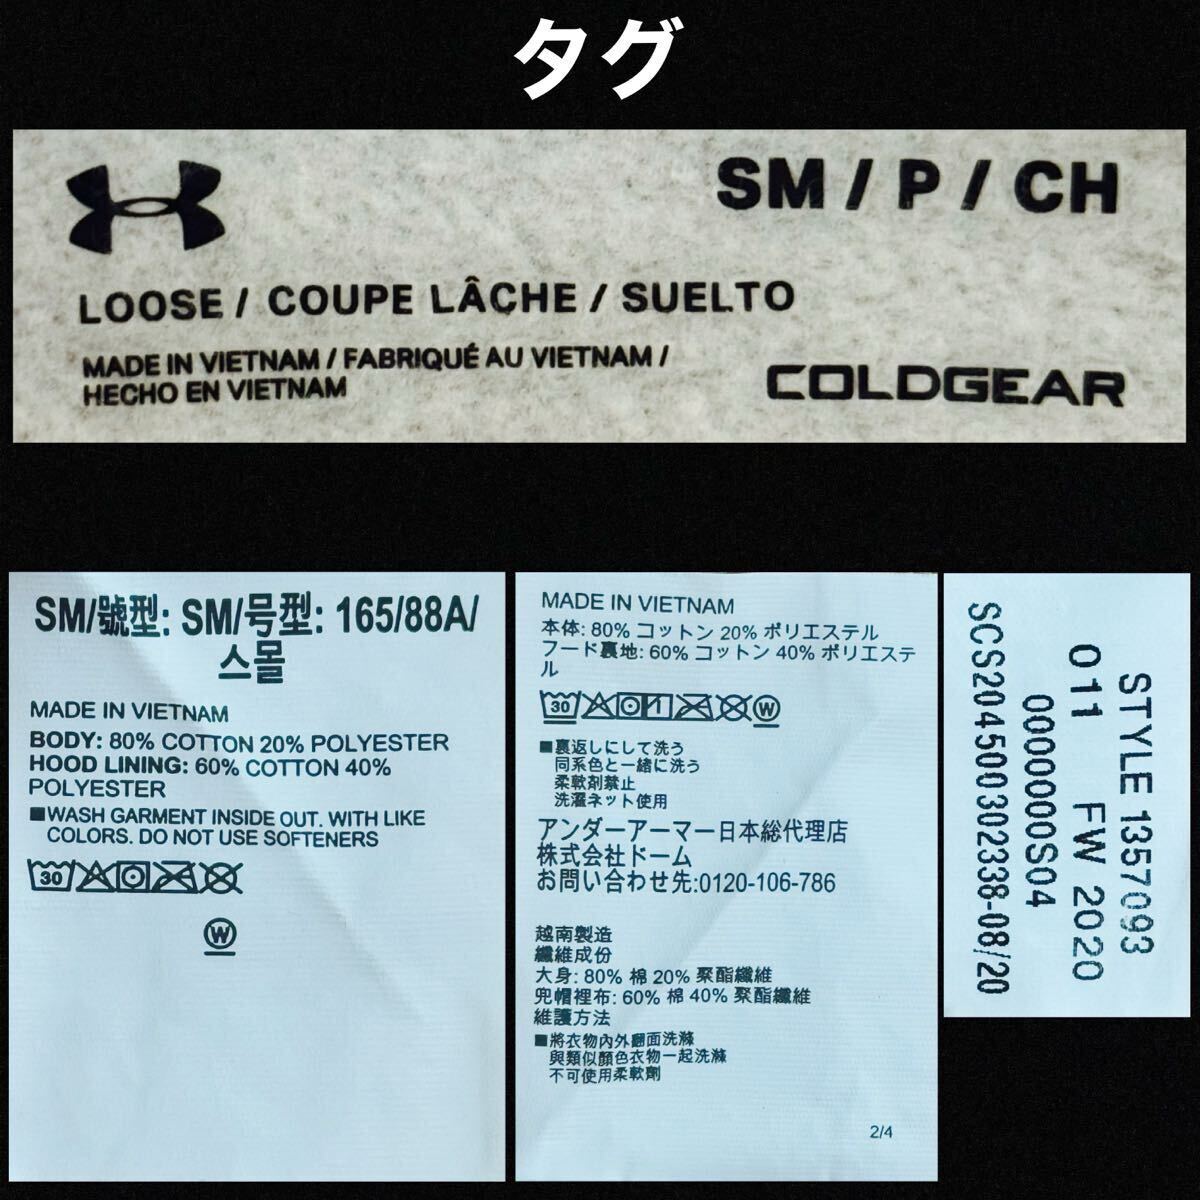 タグ
SM / P / CH
LOOSE / COUPE LÂCHE / SUELTO
MADE IN VIETNAM / FABRIQUÉ AU VIETNAM /
HECHO EN VIETNAM
COLDGEAR
SM/號型: SM/号型: 165/88A/
스몰
MADE IN VIETNAM
BODY: 80% COTTON 20% POLYESTER
HOOD LINING: 60% COTTON 40%
POLYESTER
■WASH GARMENT INSIDE OUT. WITH LIKE
COLORS. DO NOT USE SOFTENERS
30
W
MADE IN VIETNAM
本体: 80% コットン 20% ポリエステル
フード裏地: 60% コットン 40% ポリエステ
ル
30 W
■裏返しにして洗う
同系色と一緒に洗う
柔軟剤禁止
洗濯ネット使用
アンダーアーマー日本総代理店
株式会社ドーム
お問い合わせ先:0120-106-786
越南製造
纖維成份
大身: 80% 棉 20% 聚酯纖維
兜帽裡布: 60% 棉 40% 聚酯纖維
維護方法
■將衣物內外翻面洗滌
與類似顏色衣物一起洗滌
不可使用柔軟劑
2/4
STYLE 1357093
011 FW 2020
0000000S04
SCS204500302338-08/20